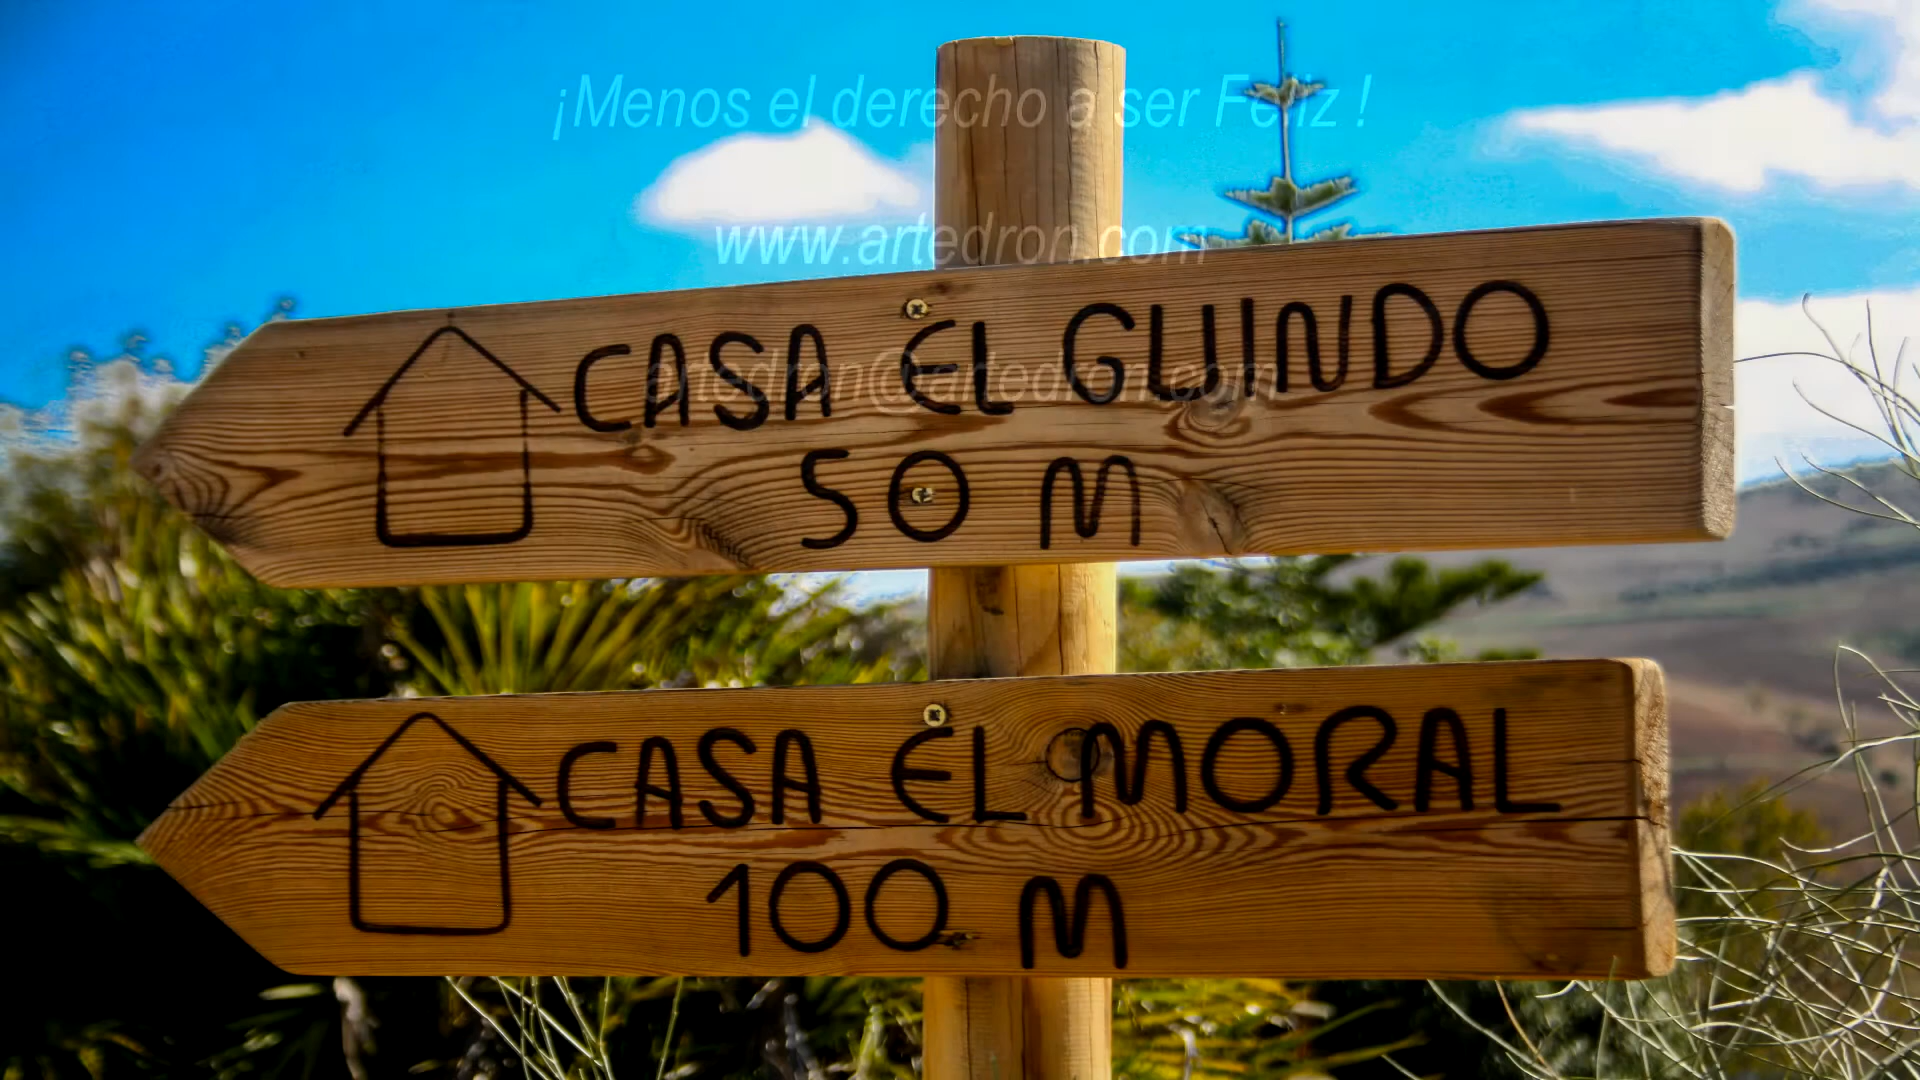 ¡Menos el derecho a ser Feliz !
www.artedron.com
CASA EL GUINDO
artedron@artedron.com
50 M
CASA EL MORAL
100 M